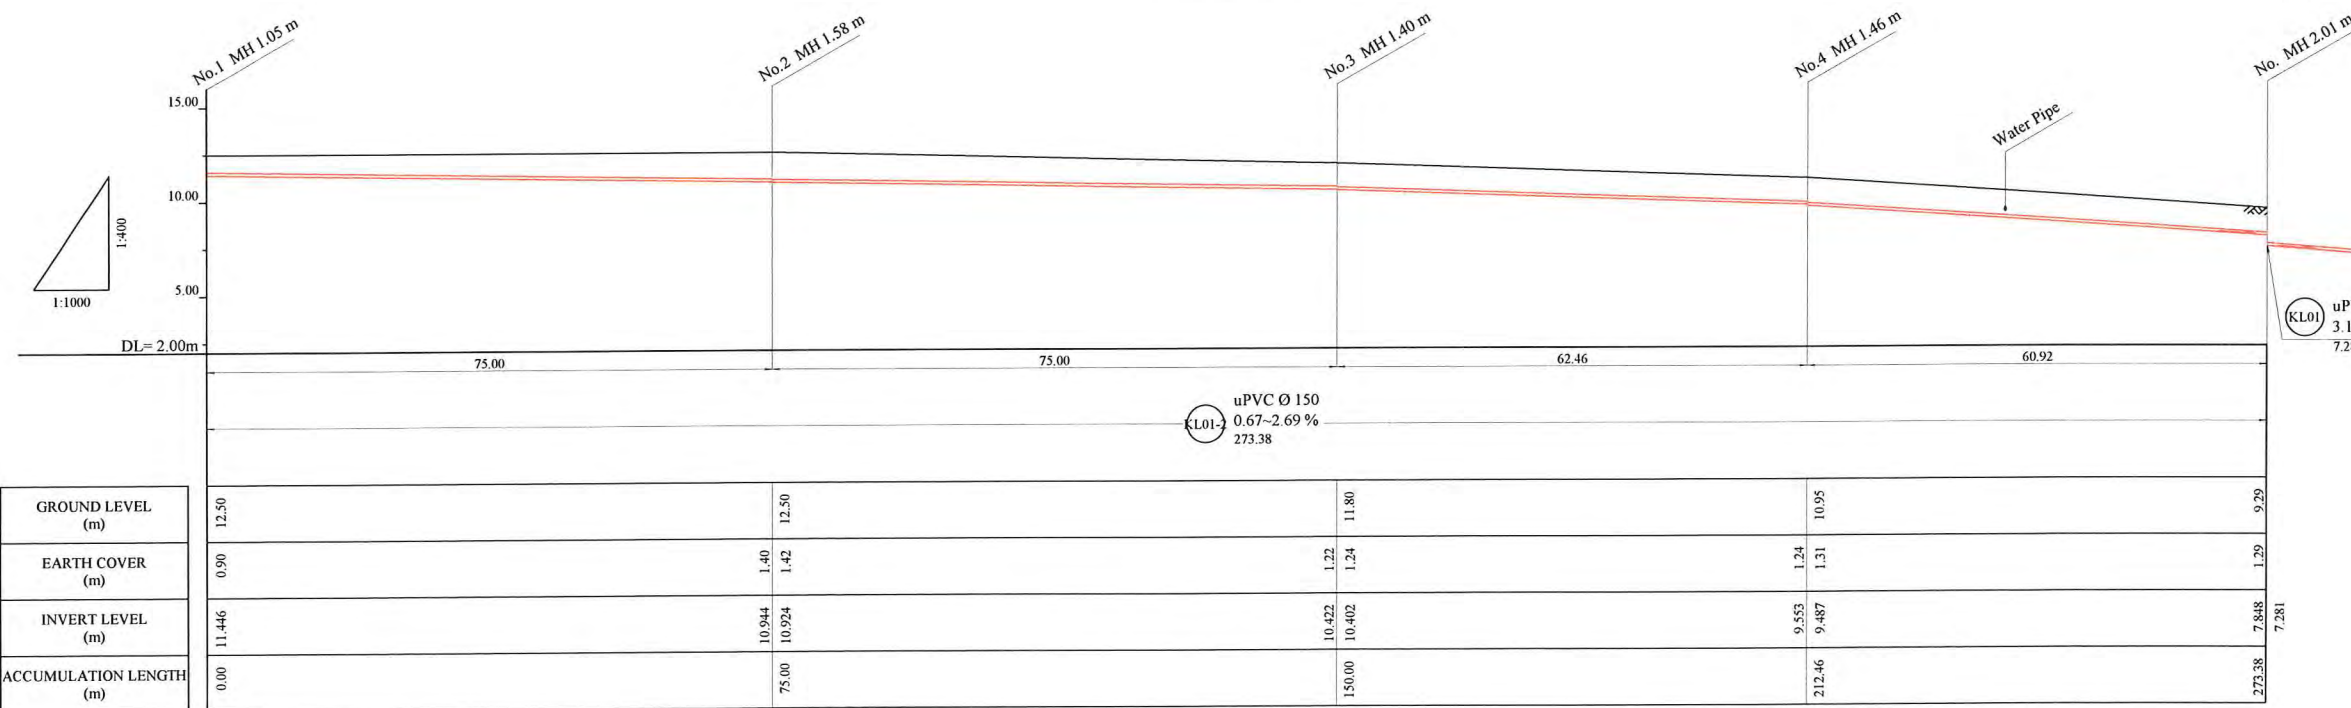 No.1 MH 1.05 m
No.2 MH 1.58 m
No.3 MH 1.40 m
No.4 MH 1.46 m
No. MH 2.01 m
Water Pipe
15.00
10.00
5.00
DL= 2.00m
1:400
1:1000
75.00
75.00
62.46
60.92
KL01
uP
3.1
7.2
KL01-2
uPVC Ø 150
0.67~2.69 %
273.38
GROUND LEVEL
(m)
12.50
12.50
11.80
10.95
9.29
EARTH COVER
(m)
0.90
1.40
1.42
1.22
1.24
1.24
1.31
1.29
INVERT LEVEL
(m)
11.446
10.944
10.924
10.422
10.402
9.553
9.487
7.848
7.281
ACCUMULATION LENGTH
(m)
0.00
75.00
150.00
212.46
273.38